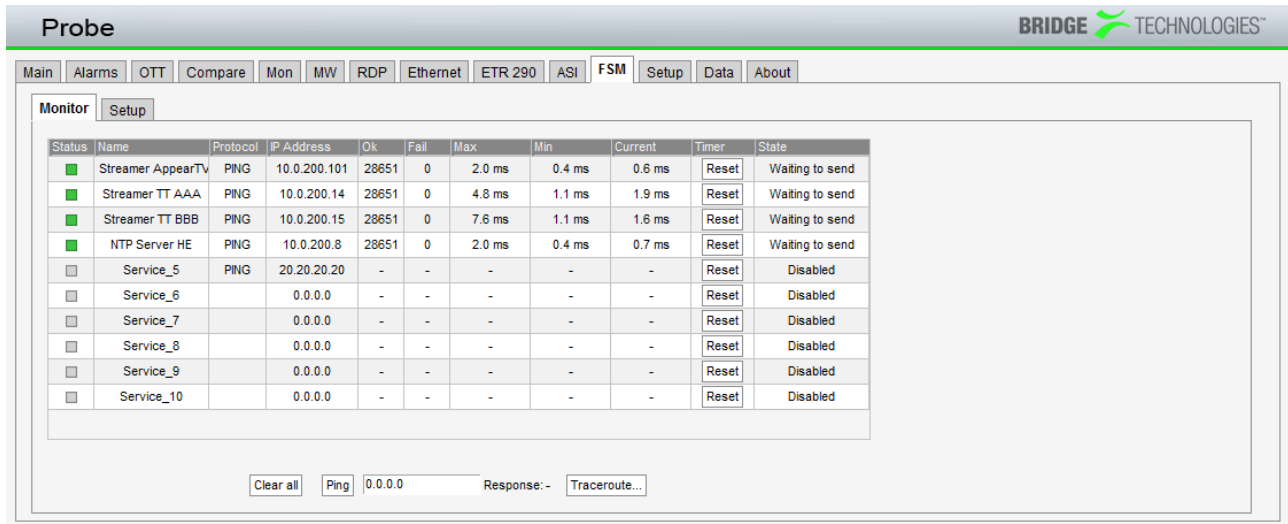 Probe
BRIDGE TECHNOLOGIES™
Main Alarms OTT Compare Mon MW RDP Ethernet ETR 290 ASI FSM Setup Data About
Monitor Setup
Status Name Protocol IP Address Ok Fail Max Min Current Timer State
Streamer AppearTV PING 10.0.200.101 28651 0 2.0 ms 0.4 ms 0.6 ms Reset Waiting to send
Streamer TT AAA PING 10.0.200.14 28651 0 4.8 ms 1.1 ms 1.9 ms Reset Waiting to send
Streamer TT BBB PING 10.0.200.15 28651 0 7.6 ms 1.1 ms 1.6 ms Reset Waiting to send
NTP Server HE PING 10.0.200.8 28651 0 2.0 ms 0.4 ms 0.7 ms Reset Waiting to send
Service_5 PING 20.20.20.20 - - - - - Reset Disabled
Service_6 0.0.0.0 - - - - - Reset Disabled
Service_7 0.0.0.0 - - - - - Reset Disabled
Service_8 0.0.0.0 - - - - - Reset Disabled
Service_9 0.0.0.0 - - - - - Reset Disabled
Service_10 0.0.0.0 - - - - - Reset Disabled
Clear all Ping 0.0.0.0 Response: - Traceroute...